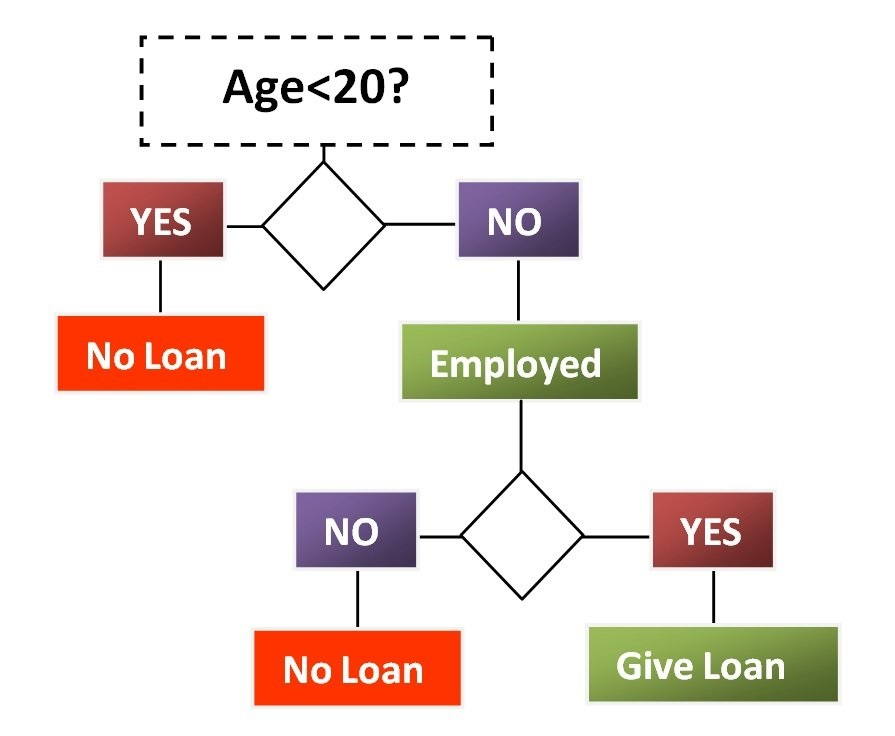 Age<20?
YES
NO
No Loan
Employed
NO
YES
No Loan
Give Loan